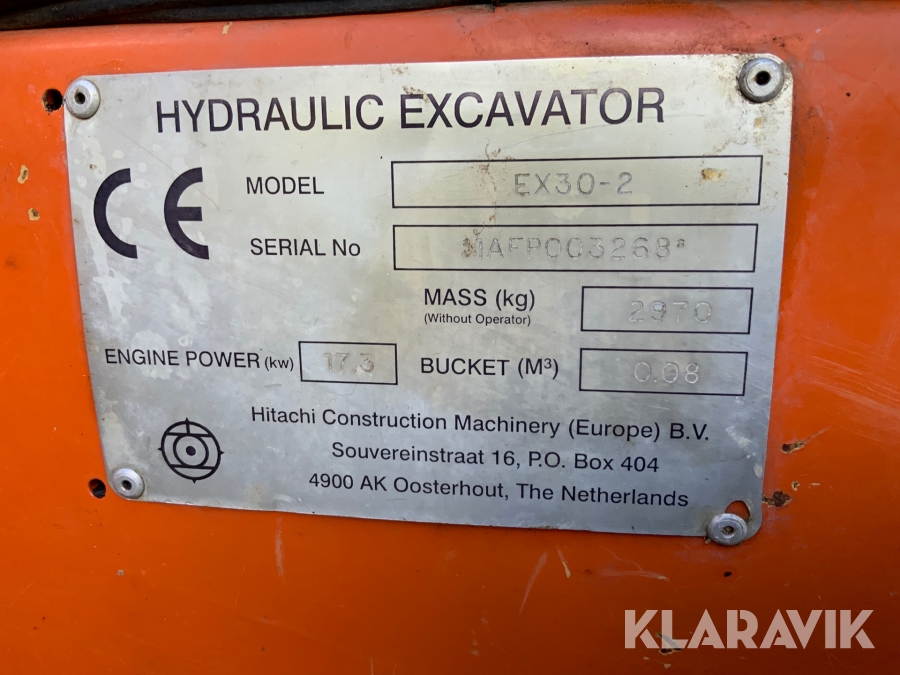 HYDRAULIC EXCAVATOR
CE
MODEL EX30-2
SERIAL No MAFP003268
MASS (kg) 2970
(Without Operator)
ENGINE POWER (kw) 17.3 BUCKET (M³) 0.08
Hitachi Construction Machinery (Europe) B.V.
Souvereinstraat 16, P.O. Box 404
4900 AK Oosterhout, The Netherlands
KLARAVIK